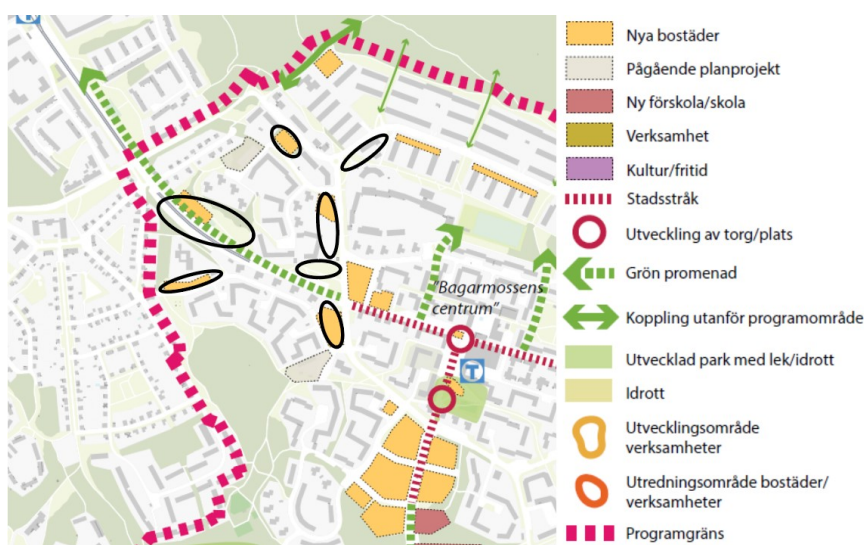 T
"Bagarmossens
centrum"
T
Nya bostäder
Pågående planprojekt
Ny förskola/skola
Verksamhet
Kultur/fritid
Stadsstråk
Utveckling av torg/plats
Grön promenad
Koppling utanför programområde
Utvecklad park med lek/idrott
Idrott
Utvecklingsområde
verksamheter
Utredningsområde bostäder/
verksamheter
Programgräns